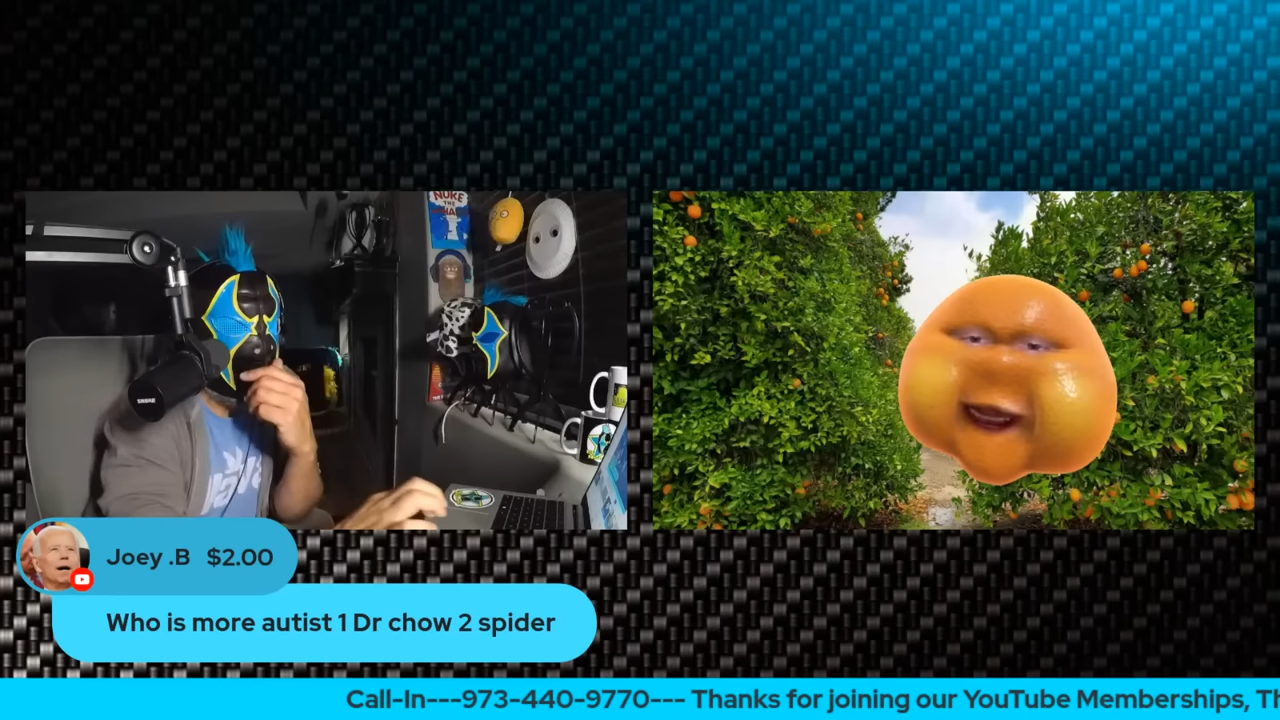 NUKE
THE
SHURE
Joey .B $2.00
Who is more autist 1 Dr chow 2 spider
Call-In---973-440-9770--- Thanks for joining our YouTube Memberships, Th